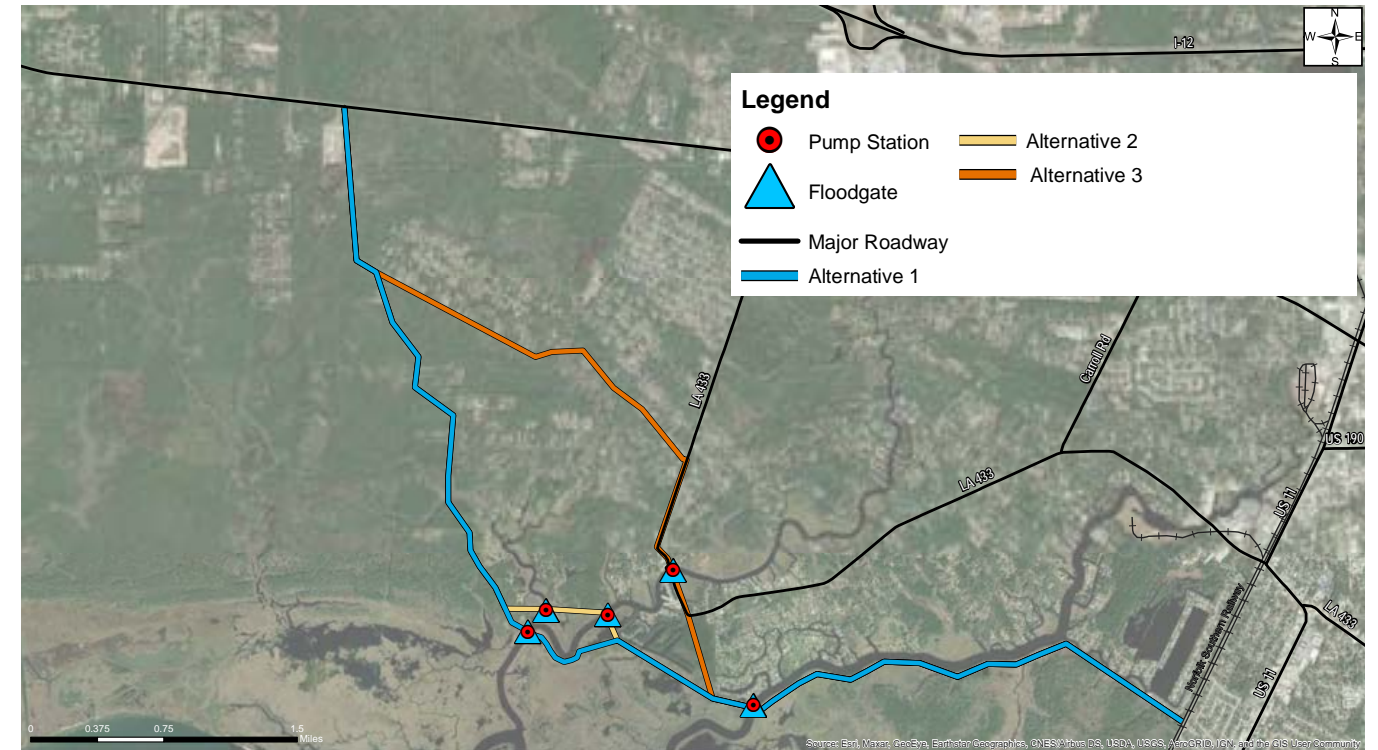 N
W E
S
I-12
Legend
Pump Station
Floodgate
Major Roadway
Alternative 1
Alternative 2
Alternative 3
LA 433
Carroll Rd
US 190
LA 433
US 11
Norfolk Southern Railway
LA 433
US 11
0 0.375 0.75 1.5
Miles
Source: Esri, Maxar, GeoEye, Earthstar Geographics, CNES/Airbus DS, USDA, USGS, AeroGRID, IGN, and the GIS User Community